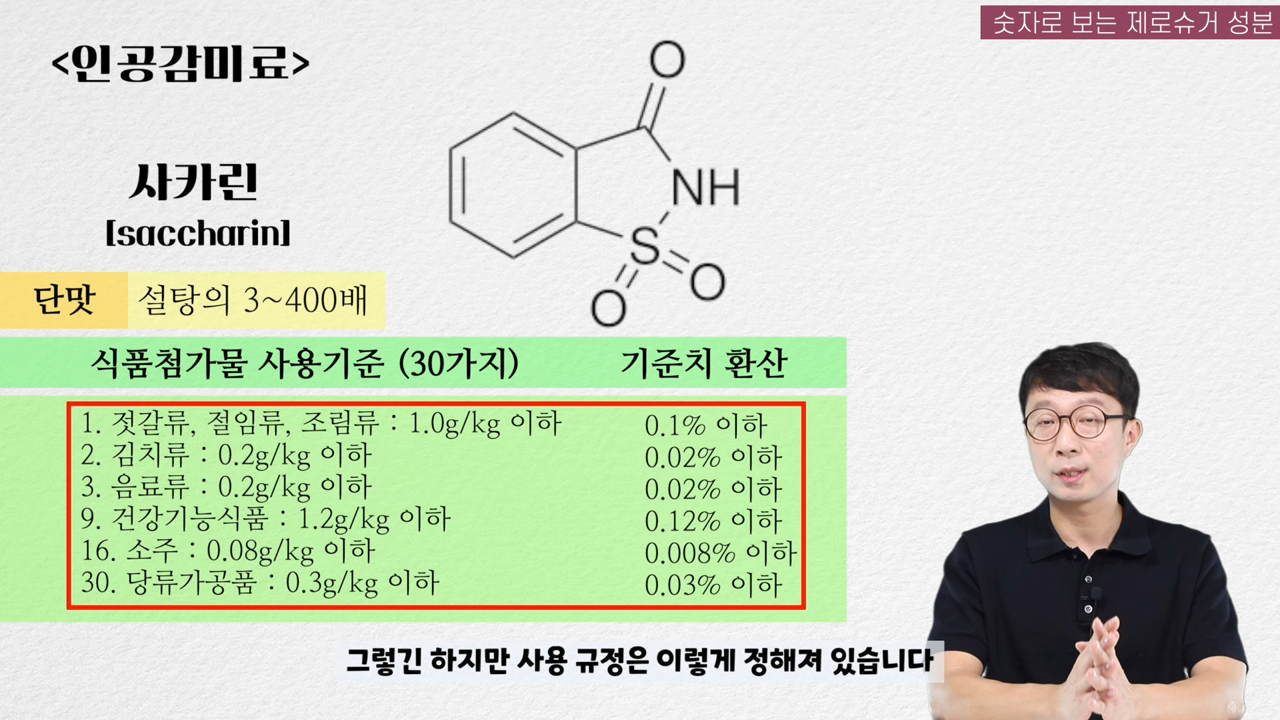 숫자로 보는 제로슈거 성분
<인공감미료>
사카린
[saccharin]
O
NH
S
O
O
단맛 설탕의 3~400배
식품첨가물 사용기준 (30가지) 기준치 환산
1. 젓갈류, 절임류, 조림류 : 1.0g/kg 이하 0.1% 이하
2. 김치류 : 0.2g/kg 이하 0.02% 이하
3. 음료류 : 0.2g/kg 이하 0.02% 이하
9. 건강기능식품 : 1.2g/kg 이하 0.12% 이하
16. 소주 : 0.08g/kg 이하 0.008% 이하
30. 당류가공품 : 0.3g/kg 이하 0.03% 이하
그렇긴 하지만 사용 규정은 이렇게 정해져 있습니다